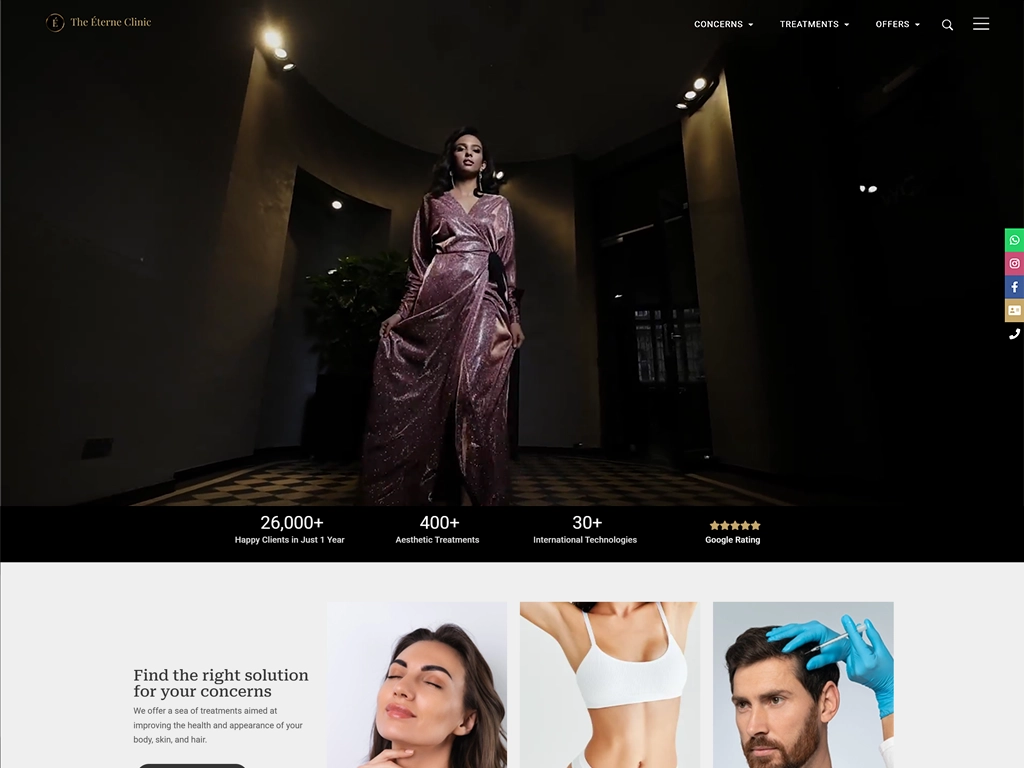 É The Éterne Clinic
CONCERNS TREATMENTS OFFERS
26,000+
Happy Clients in Just 1 Year
400+
Aesthetic Treatments
30+
International Technologies
Google Rating
Find the right solution
for your concerns
We offer a sea of treatments aimed at
improving the health and appearance of your
body, skin, and hair.